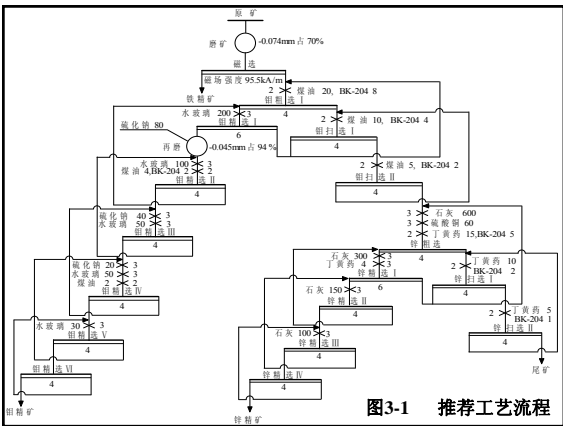 原 矿
磨 矿
-0.074mm占 70%
磁 选
磁 场 强 度 95.5kA/m
铁 精 矿
2 煤 油 20, BK-204 8
钼 粗 选 Ⅰ
4
水 玻 璃 200 3
钼 精 选 Ⅰ
6
2 煤 油 10, BK-204 4
钼 扫 选 Ⅰ
4
硫 化 钠 80
再 磨
-0.045mm占 94 %
2 煤 油 5, BK-204 2
钼 扫 选 Ⅱ
4
水 玻 璃 100 3
煤 油 4,BK-204 2 2
钼 精 选 Ⅱ
4
硫 化 钠 40 3
水 玻 璃 50 3
钼 精 选 Ⅲ
4
3 石 灰 600
3 硫 酸 铜 60
2 丁 黄 药 15,BK-204 5
锌 粗 选
4
硫 化 钠 20 3
水 玻 璃 50 3
煤 油 2 2
钼 精 选 Ⅳ
4
石 灰 300 3
丁 黄 药 4 3
锌 精 选 Ⅰ
6
2 丁 黄 药 10
BK-204 2
锌 扫 选 Ⅰ
4
石 灰 150 3
锌 精 选 Ⅱ
4
2 丁 黄 药 5
BK-204 1
锌 扫 选 Ⅱ
4
水 玻 璃 30 3
钼 精 选 Ⅴ
4
石 灰 100 3
锌 精 选 Ⅲ
4
尾 矿
钼 精 选 Ⅵ
4
锌 精 选 Ⅳ
4
钼 精 矿
锌 精 矿
图3-1 推荐工艺流程